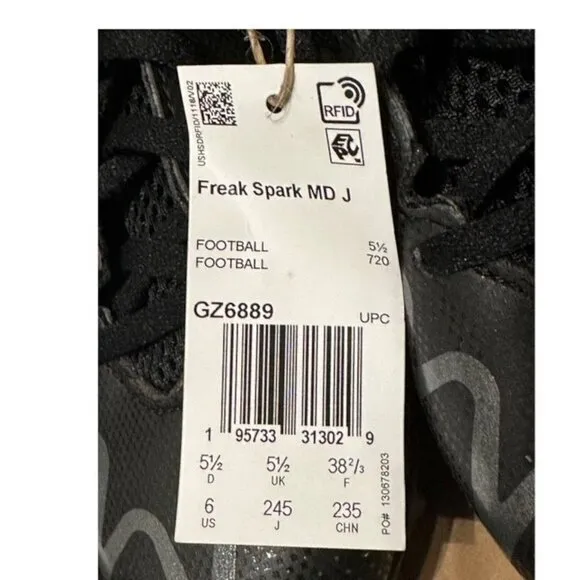 USHSDRFID/1118/V02
RFID
EPC
Freak Spark MD J
FOOTBALL 5½
FOOTBALL 720
GZ6889 UPC
1 95733 31302 9
5½ 5½ 38⅔
D UK F
6 245 235
US J CHN
PO# 130678203